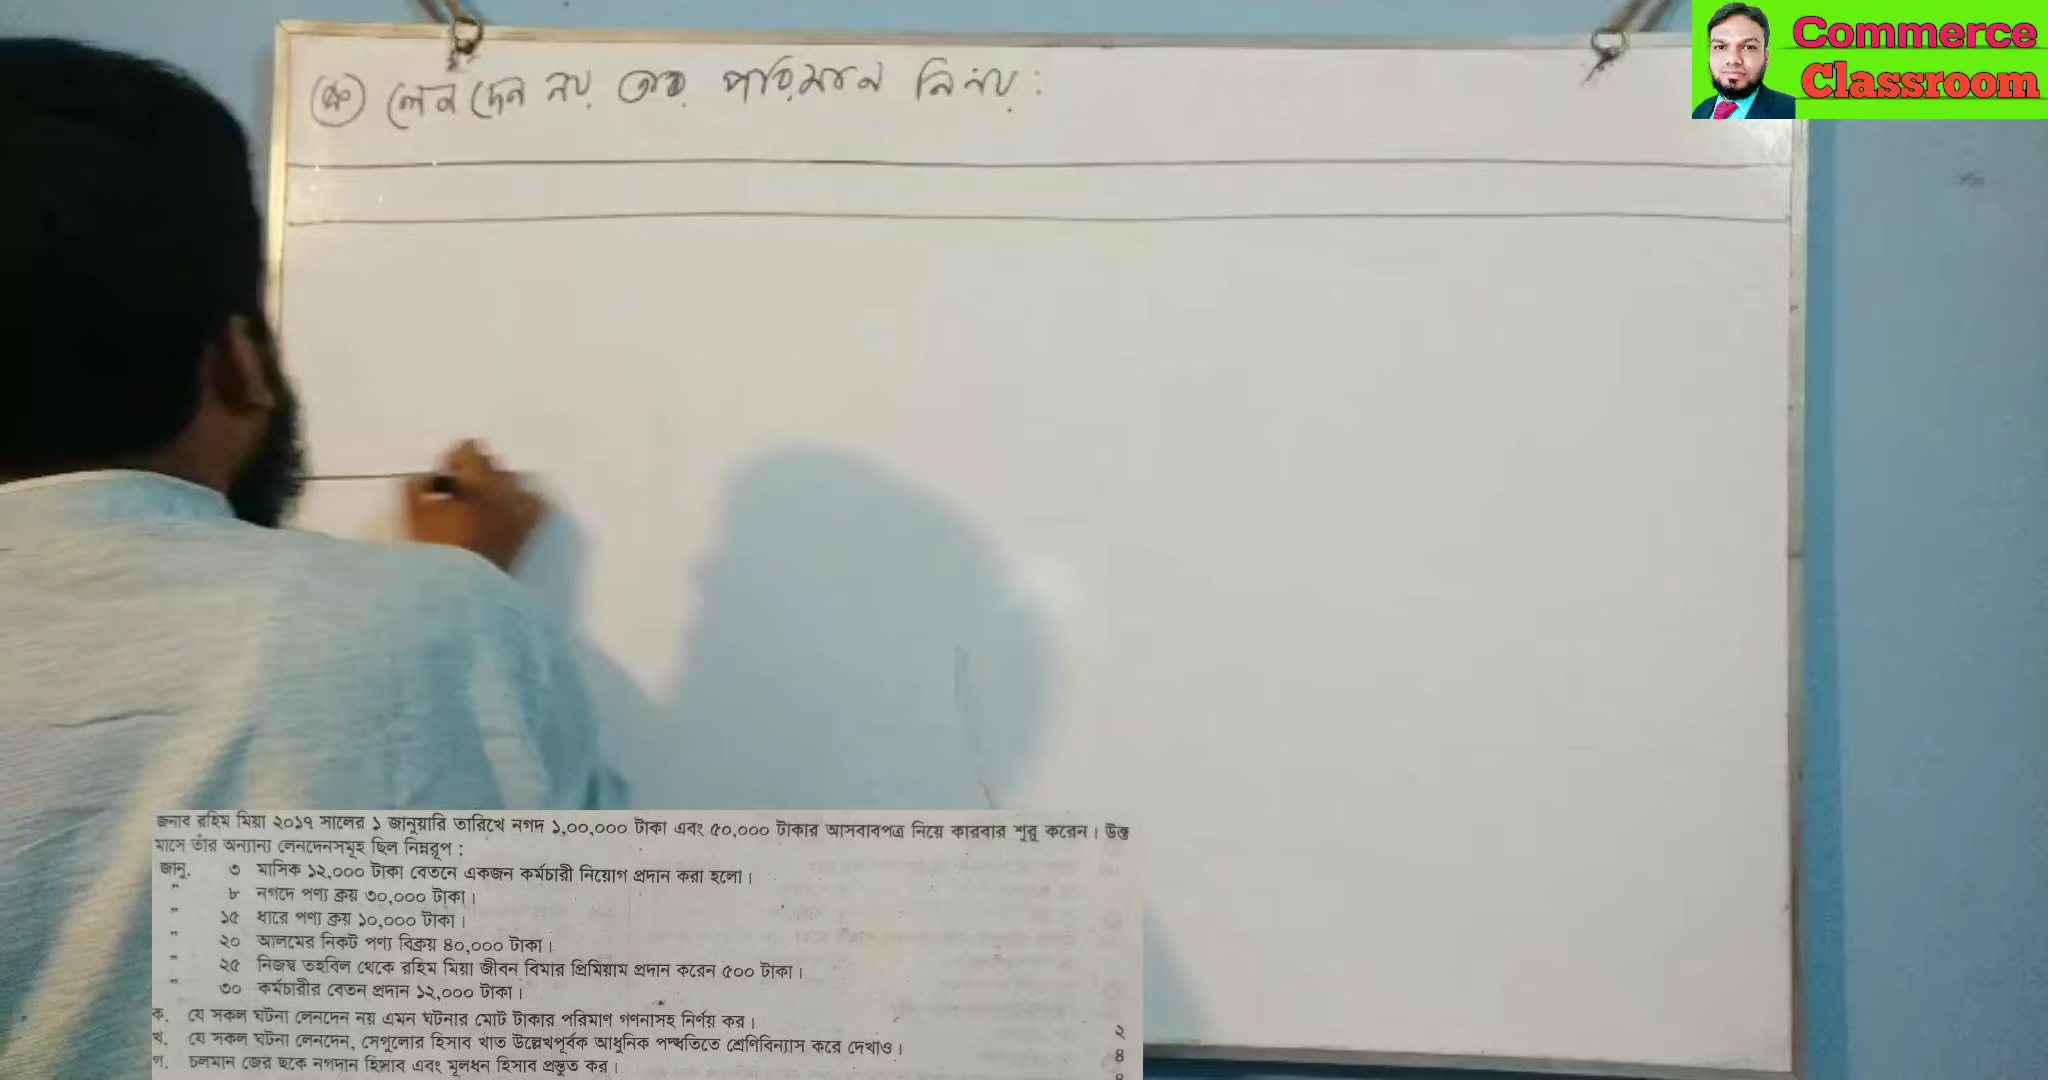 (ক) লেনদেন নয় তার পরিমান নির্নয় :
Commerce
Classroom
জনাব রহিম মিয়া ২০১৭ সালের ১ জানুয়ারি তারিখে নগদ ১,০০,০০০ টাকা এবং ৫০,০০০ টাকার আসবাবপত্র নিয়ে কারবার শুরু করেন। উক্ত
মাসে তাঁর অন্যান্য লেনদেনসমূহ ছিল নিম্নরূপ :
জানু. ৩ মাসিক ১২,০০০ টাকা বেতনে একজন কর্মচারী নিয়োগ প্রদান করা হলো।
" ৮ নগদে পণ্য ক্রয় ৩০,০০০ টাকা।
" ১৫ ধারে পণ্য ক্রয় ১০,০০০ টাকা।
" ২০ আলমের নিকট পণ্য বিক্রয় ৪০,০০০ টাকা।
" ২৫ নিজস্ব তহবিল থেকে রহিম মিয়া জীবন বিমার প্রিমিয়াম প্রদান করেন ৫০০ টাকা।
" ৩০ কর্মচারীর বেতন প্রদান ১২,০০০ টাকা।
ক. যে সকল ঘটনা লেনদেন নয় এমন ঘটনার মোট টাকার পরিমাণ গণনাসহ নির্ণয় কর। ২
খ. যে সকল ঘটনা লেনদেন, সেগুলোর হিসাব খাত উল্লেখপূর্বক আধুনিক পদ্ধতিতে শ্রেণিবিন্যাস করে দেখাও। ৪
গ. চলমান জের ছকে নগদান হিসাব এবং মূলধন হিসাব প্রস্তুত কর।